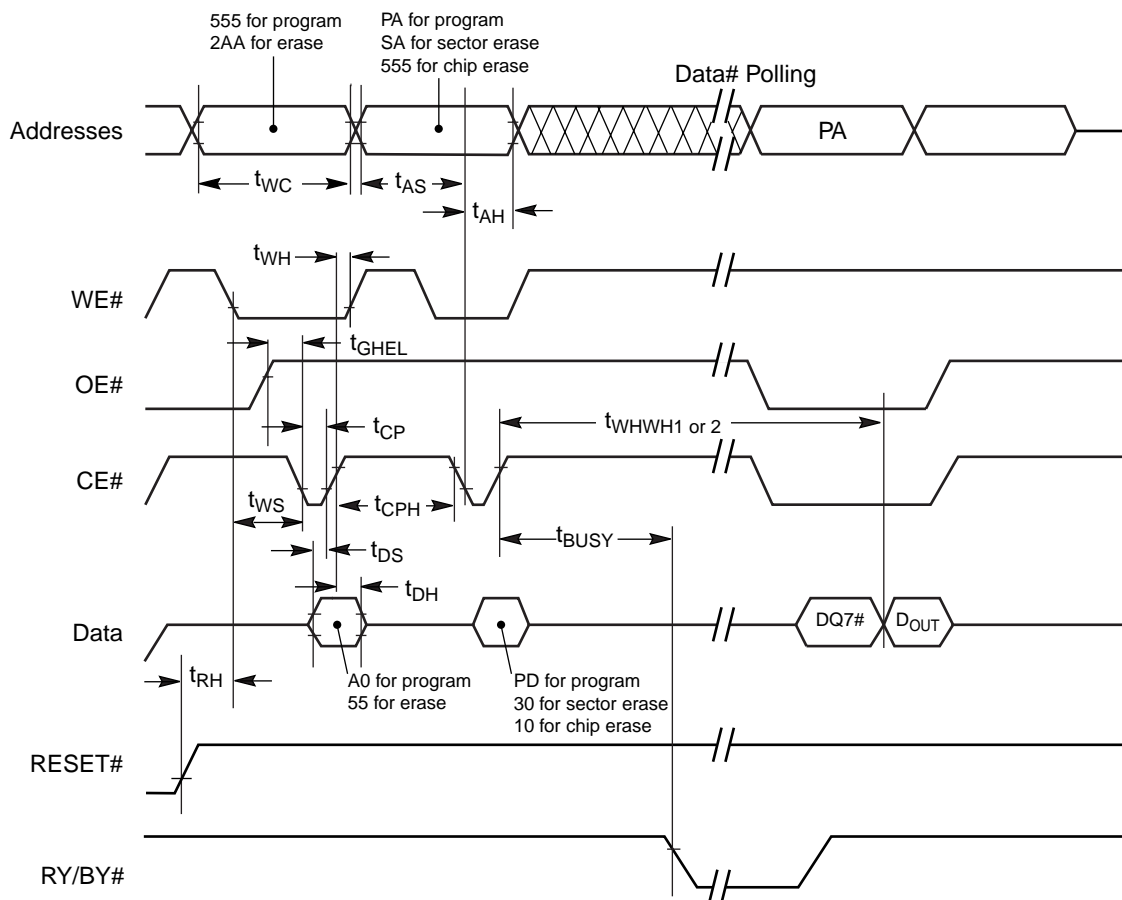 555 for program
2AA for erase
PA for program
SA for sector erase
555 for chip erase
Data# Polling
Addresses
PA
tWC
tAS
tAH
tWH
WE#
tGHEL
OE#
tWHWH1 or 2
tCP
CE#
tWS
tCPH
tBUSY
tDS
tDH
Data
DQ7#
DOUT
tRH
A0 for program
55 for erase
PD for program
30 for sector erase
10 for chip erase
RESET#
RY/BY#